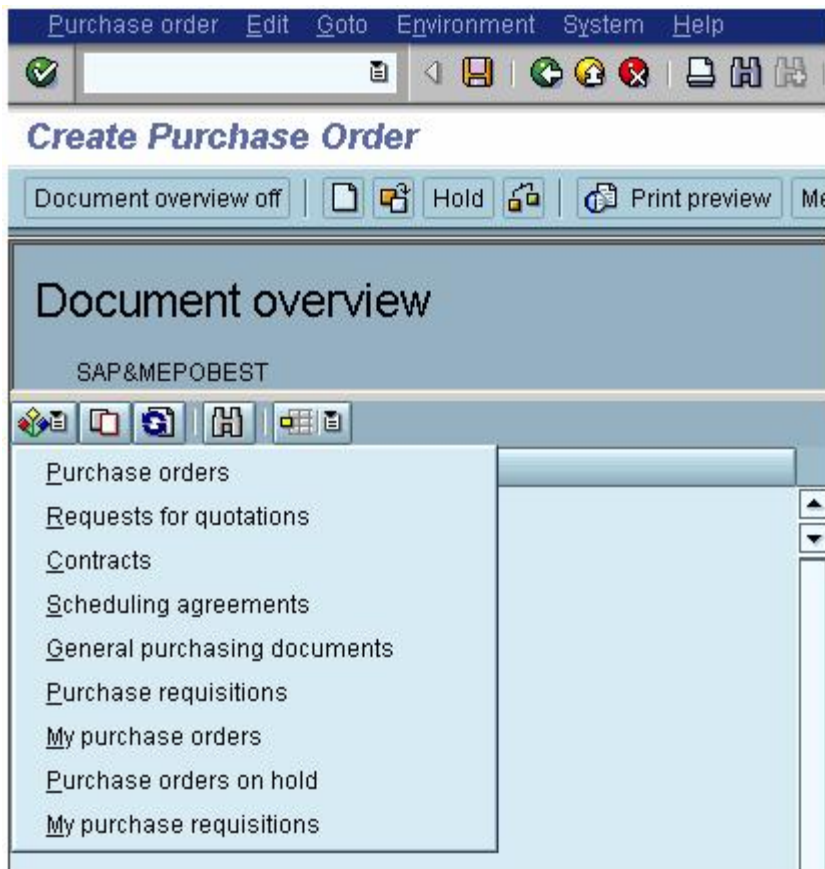 Purchase order Edit Goto Environment System Help
Create Purchase Order
Document overview off Hold Print preview Me
Document overview
SAP&MEPOBEST
Purchase orders
Requests for quotations
Contracts
Scheduling agreements
General purchasing documents
Purchase requisitions
My purchase orders
Purchase orders on hold
My purchase requisitions